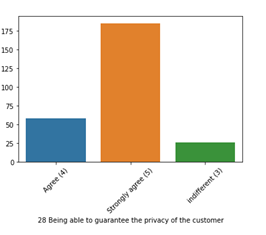 175
150
125
100
75
50
25
0
Agree (4)
Strongly agree (5)
indifferent (3)
28 Being able to guarantee the privacy of the customer